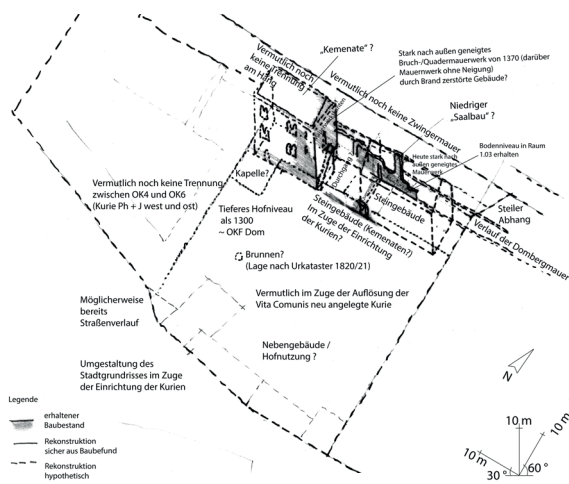 Vermutlich noch
keine Trennung
am Hang
„Kemenate“ ?
Stark nach außen geneigtes
Bruch-/Quadermauerwerk von 1370 (darüber
Mauerwerk ohne Neigung)
durch Brand zerstörte Gebäude?
Vermutlich noch keine Zwingermauer
Niedriger
„Saalbau“ ?
Bodenniveau in Raum
1.03 erhalten
Heute stark nach
außen geneigtes
Mauerwerk
Durchgang
Steingebäude
Steiler
Abhang
Verlauf der Dombergmauer
Kapelle?
Vermutlich noch keine Trennung
zwischen OK4 und OK6
(Kurie Ph + J west und ost)
Tieferes Hofniveau
als 1300
~ OKF Dom
Steingebäude (Kemenaten?)
Im Zuge der Einrichtung
der Kurien?
Brunnen?
(Lage nach Urkataster 1820/21)
Möglicherweise
bereits
Straßenverlauf
Vermutlich im Zuge der Auflösung der
Vita Comunis neu angelegte Kurie
Umgestaltung des
Stadtgrundrisses im Zuge
der Einrichtung der Kurien
Nebengebäude /
Hofnutzung ?
N
Legende
erhaltener
Baubestand
Rekonstruktion
sicher aus Baubefund
Rekonstruktion
hypothetisch
10 m
10 m
10 m
30 °
60 °